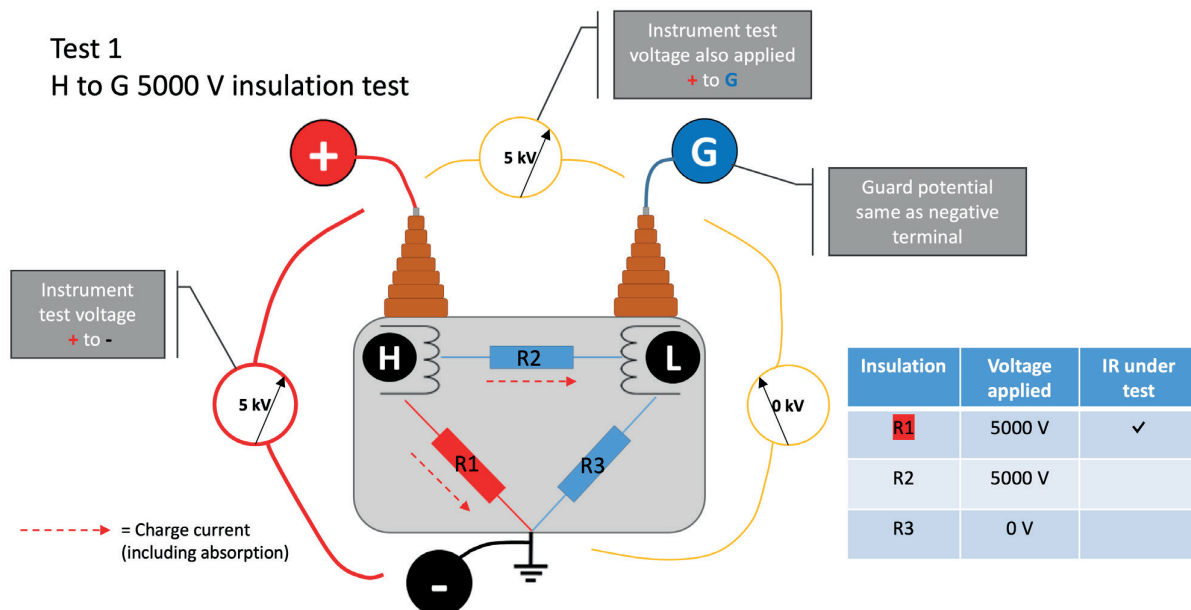 Test 1
H to G 5000 V insulation test
Instrument test
voltage also applied
+ to G
+
5 kV
G
Guard potential
same as negative
terminal
Instrument
test voltage
+ to -
H
R2
L
5 kV
0 kV
R1
R3
= Charge current
(including absorption)
-
Insulation Voltage applied IR under test
R1 5000 V ✓
R2 5000 V
R3 0 V